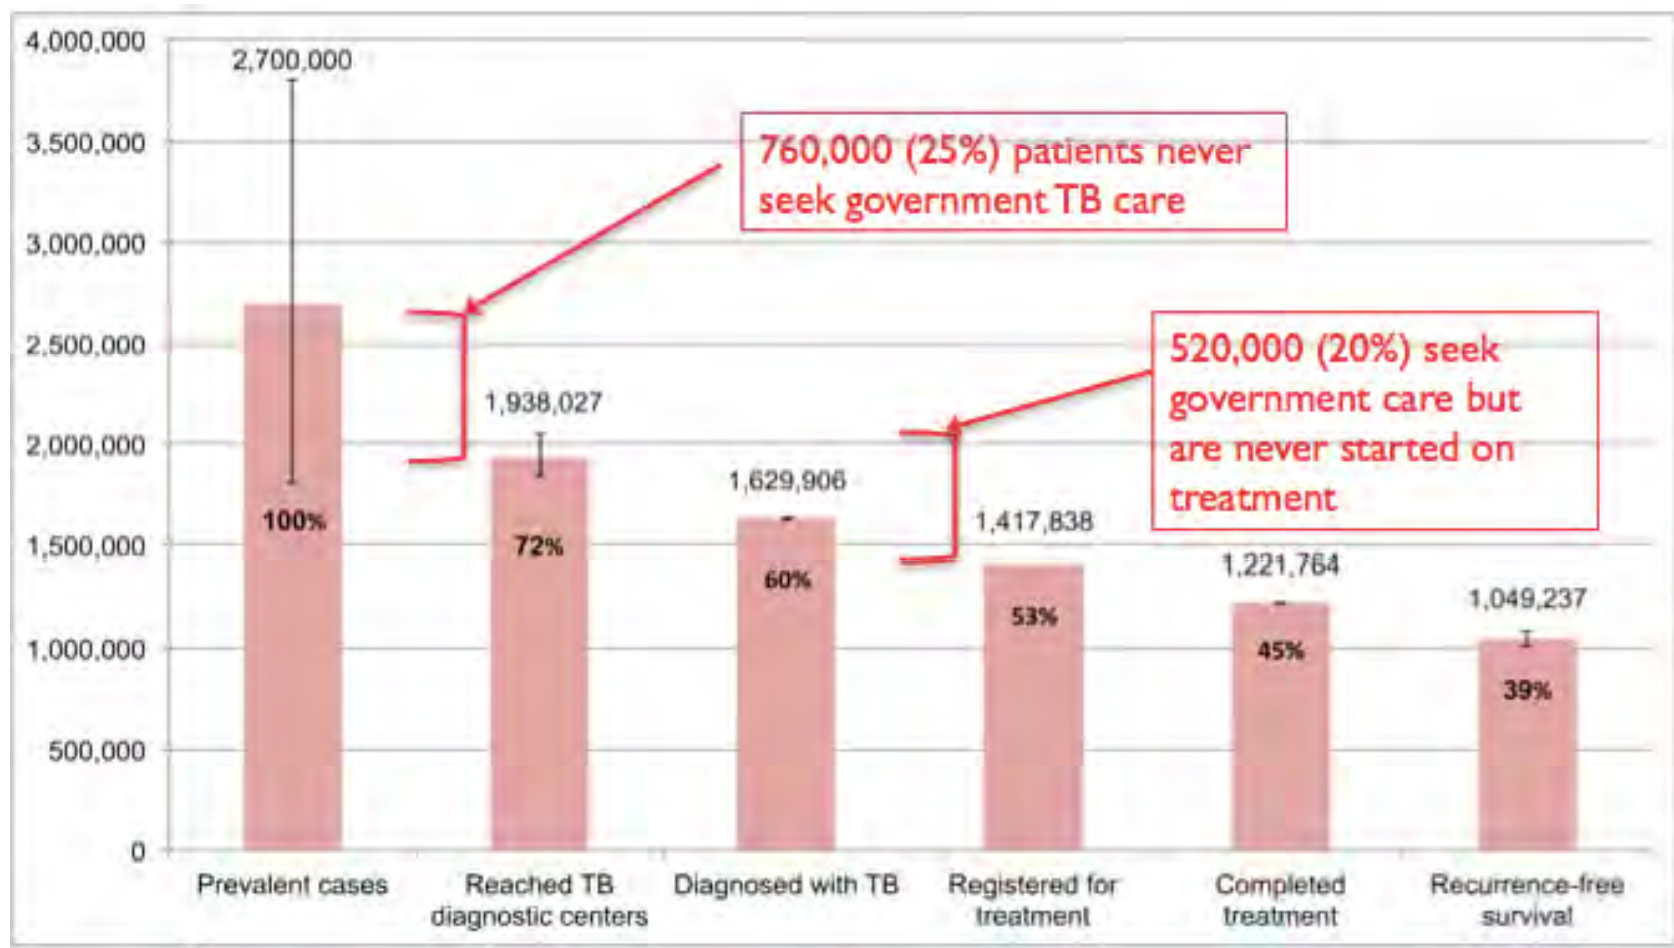 4,000,000
3,500,000
3,000,000
2,500,000
2,000,000
1,500,000
1,000,000
500,000
0
2,700,000
100%
760,000 (25%) patients never
seek government TB care
1,938,027
72%
1,629,906
60%
520,000 (20%) seek
government care but
are never started on
treatment
1,417,838
53%
1,221,764
45%
1,049,237
39%
Prevalent cases
Reached TB
diagnostic centers
Diagnosed with TB
Registered for
treatment
Completed
treatment
Recurrence-free
survival